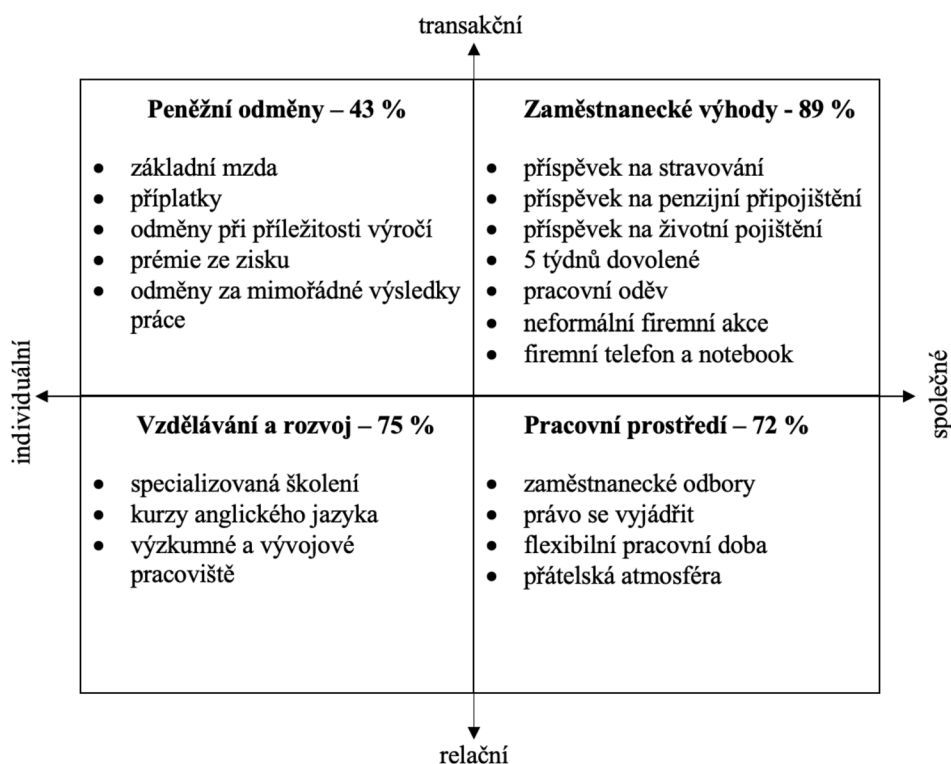 transakční
Peněžní odměny – 43 %
• základní mzda
• příplatky
• odměny při příležitosti výročí
• prémie ze zisku
• odměny za mimořádné výsledky
práce
Zaměstnanecké výhody - 89 %
• příspěvek na stravování
• příspěvek na penzijní připojištění
• příspěvek na životní pojištění
• 5 týdnů dovolené
• pracovní oděv
• neformální firemní akce
• firemní telefon a notebook
individuální
společné
Vzdělávání a rozvoj – 75 %
• specializovaná školení
• kurzy anglického jazyka
• výzkumné a vývojové
pracoviště
Pracovní prostředí – 72 %
• zaměstnanecké odbory
• právo se vyjádřit
• flexibilní pracovní doba
• přátelská atmosféra
relační